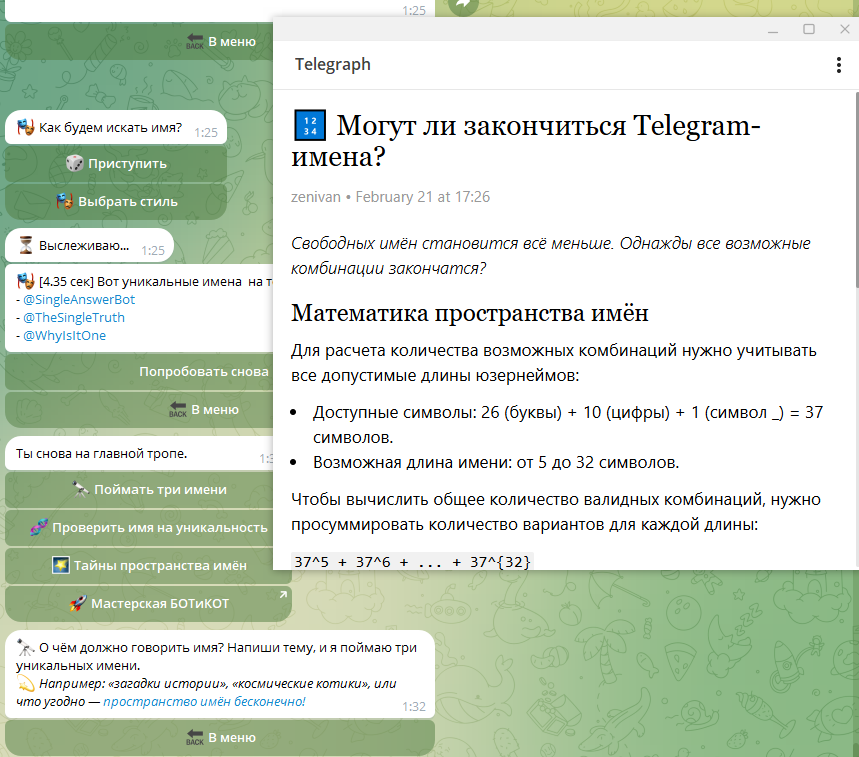 1:25
BACK В меню
Как будем искать имя? 1:25
Приступить
Выбрать стиль
Выслеживаю... 1:25
[4.35 сек] Вот уникальные имена на т
- @SingleAnswerBot
- @TheSingleTruth
- @WhyIsItOne
Попробовать снова
BACK В меню
Ты снова на главной тропе. 1:3
Поймать три имени
Проверить имя на уникальность
Тайны пространства имён
Мастерская БОТиКОТ
О чём должно говорить имя? Напиши тему, и я поймаю три
уникальных имени.
Например: «загадки истории», «космические котики», или
что угодно — пространство имён бесконечно! 1:32
BACK В меню
Telegraph
1 2
3 4
Могут ли закончиться Telegram-
имена?
zenivan • February 21 at 17:26
Свободных имён становится всё меньше. Однажды все возможные
комбинации закончатся?
Математика пространства имён
Для расчета количества возможных комбинаций нужно учитывать
все допустимые длины юзернеймов:
• Доступные символы: 26 (буквы) + 10 (цифры) + 1 (символ _) = 37
символов.
• Возможная длина имени: от 5 до 32 символов.
Чтобы вычислить общее количество валидных комбинаций, нужно
просуммировать количество вариантов для каждой длины:
37^5 + 37^6 + ... + 37^{32}